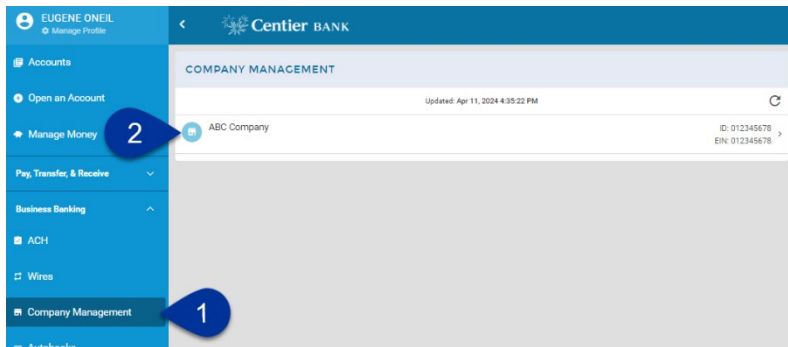 EUGENE ONEIL
Manage Profile
Centier BANK
Accounts
COMPANY MANAGEMENT
Open an Account
Updated: Apr 11, 2024 4:35:22 PM
Manage Money
2
ABC Company
ID: 012345678
EIN: 012345678
Pay, Transfer, & Receive
Business Banking
ACH
Wires
Company Management
1
Autobooks